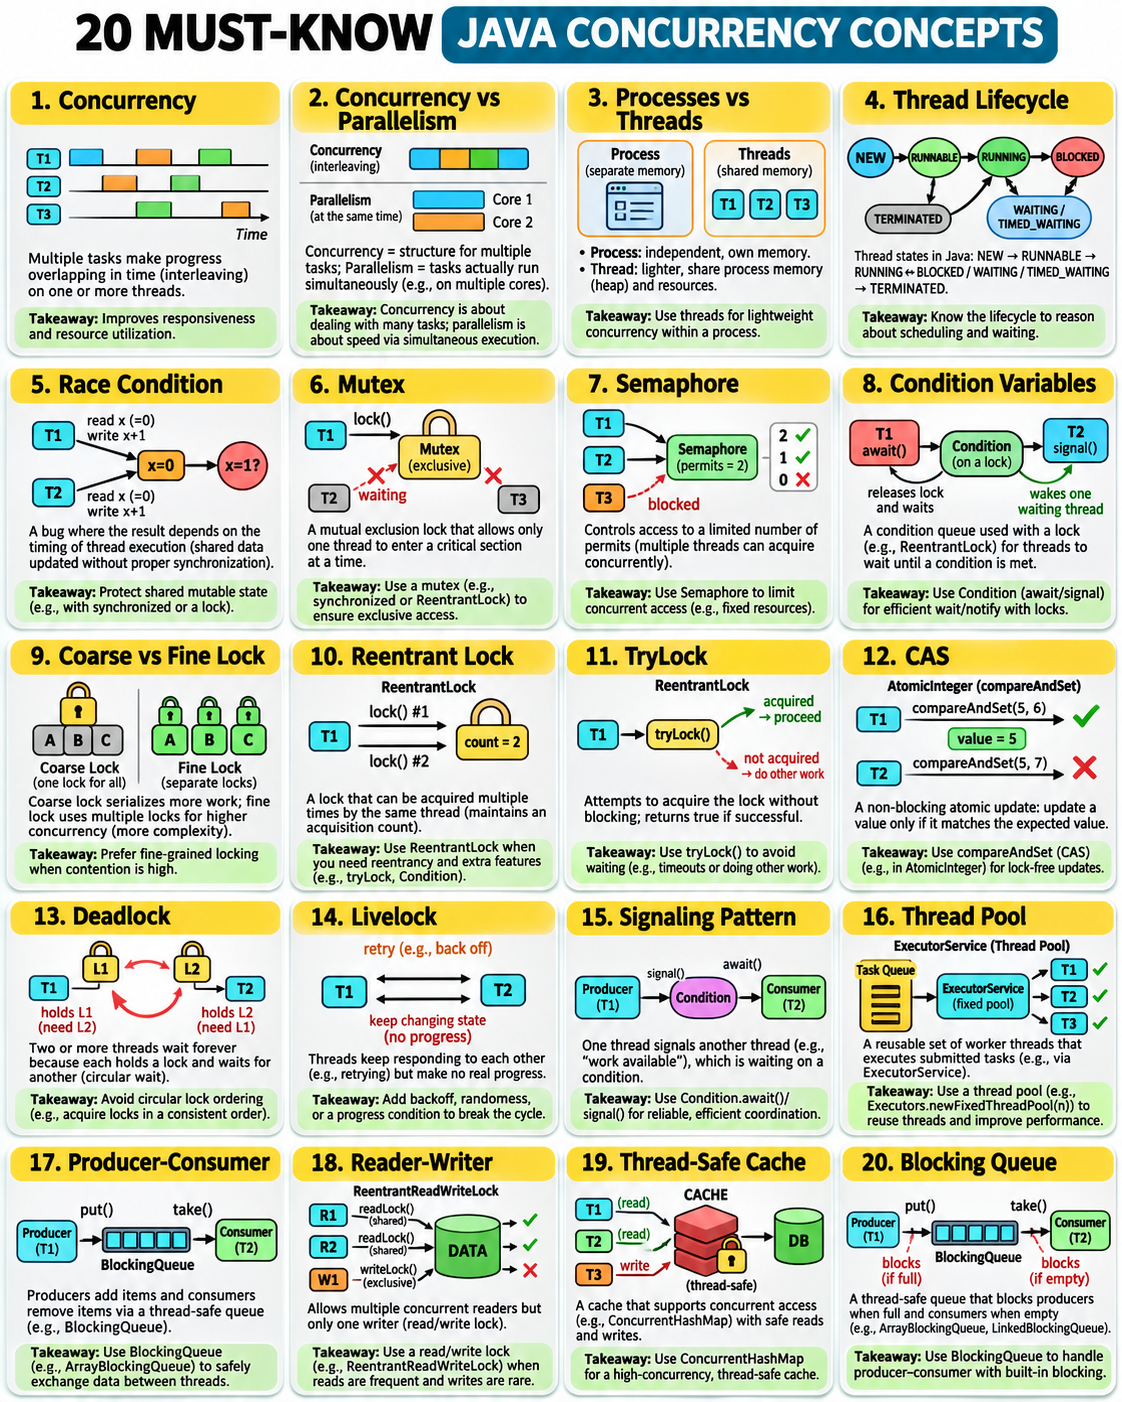 20 MUST-KNOW JAVA CONCURRENCY CONCEPTS
1. Concurrency
T1
T2
T3
Time
Multiple tasks make progress
overlapping in time (interleaving)
on one or more threads.
Takeaway: Improves responsiveness
and resource utilization.
2. Concurrency vs
Parallelism
Concurrency
(interleaving)
Parallelism
(at the same time)
Core 1
Core 2
Concurrency = structure for multiple
tasks; Parallelism = tasks actually run
simultaneously (e.g., on multiple cores).
Takeaway: Concurrency is about
dealing with many tasks; parallelism is
about speed via simultaneous execution.
3. Processes vs
Threads
Process
(separate memory)
Threads
(shared memory)
T1 T2 T3
• Process: independent, own memory.
• Thread: lighter, share process memory
(heap) and resources.
Takeaway: Use threads for lightweight
concurrency within a process.
4. Thread Lifecycle
NEW
RUNNABLE
RUNNING
BLOCKED
TERMINATED
WAITING /
TIMED_WAITING
Thread states in Java: NEW → RUNNABLE →
RUNNING ↔ BLOCKED / WAITING / TIMED_WAITING
→ TERMINATED.
Takeaway: Know the lifecycle to reason
about scheduling and waiting.
5. Race Condition
T1
read x (=0)
write x+1
x=0
x=1?
T2
read x (=0)
write x+1
A bug where the result depends on the
timing of thread execution (shared data
updated without proper synchronization).
Takeaway: Protect shared mutable state
(e.g., with synchronized or a lock).
6. Mutex
T1
lock()
Mutex
(exclusive)
T2
waiting
T3
A mutual exclusion lock that allows only
one thread to enter a critical section
at a time.
Takeaway: Use a mutex (e.g.,
synchronized or ReentrantLock) to
ensure exclusive access.
7. Semaphore
T1
T2
T3
Semaphore
(permits = 2)
2 ✓
1 ✓
0 ✗
blocked
Controls access to a limited number of
permits (multiple threads can acquire
concurrently).
Takeaway: Use Semaphore to limit
concurrent access (e.g., fixed resources).
8. Condition Variables
T1
await()
Condition
(on a lock)
T2
signal()
releases lock
and waits
wakes one
waiting thread
A condition queue used with a lock
(e.g., ReentrantLock) for threads to
wait until a condition is met.
Takeaway: Use Condition (await/signal)
for efficient wait/notify with locks.
9. Coarse vs Fine Lock
A B C
A B C
Coarse Lock
(one lock for all)
Fine Lock
(separate locks)
Coarse lock serializes more work; fine
lock uses multiple locks for higher
concurrency (more complexity).
Takeaway: Prefer fine-grained locking
when contention is high.
10. Reentrant Lock
ReentrantLock
T1
lock() #1
lock() #2
count = 2
A lock that can be acquired multiple
times by the same thread (maintains an
acquisition count).
Takeaway: Use ReentrantLock when
you need reentrancy and extra features
(e.g., tryLock, Condition).
11. TryLock
ReentrantLock
T1
tryLock()
acquired
→ proceed
not acquired
→ do other work
Attempts to acquire the lock without
blocking; returns true if successful.
Takeaway: Use tryLock() to avoid
waiting (e.g., timeouts or doing other work).
12. CAS
AtomicInteger (compareAndSet)
T1
compareAndSet(5, 6)
value = 5
T2
compareAndSet(5, 7)
A non-blocking atomic update: update a
value only if it matches the expected value.
Takeaway: Use compareAndSet (CAS)
(e.g., in AtomicInteger) for lock-free updates.
13. Deadlock
L1
L2
T1
T2
holds L1
(need L2)
holds L2
(need L1)
Two or more threads wait forever
because each holds a lock and waits for
another (circular wait).
Takeaway: Avoid circular lock ordering
(e.g., acquire locks in a consistent order).
14. Livelock
retry (e.g., back off)
T1
T2
keep changing state
(no progress)
Threads keep responding to each other
(e.g., retrying) but make no real progress.
Takeaway: Add backoff, randomess,
or a progress condition to break the cycle.
15. Signaling Pattern
Producer
(T1)
signal()
Condition
await()
Consumer
(T2)
One thread signals another thread (e.g.,
“work available”), which is waiting on a
condition.
Takeaway: Use Condition.await()/
signal() for reliable, efficient coordination.
16. Thread Pool
ExecutorService (Thread Pool)
Task Queue
ExecutorService
(fixed pool)
T1
T2
T3
A reusable set of worker threads that
executes submitted tasks (e.g., via
ExecutorService).
Takeaway: Use a thread pool (e.g.,
Executors.newFixedThreadPool(n)) to
reuse threads and improve performance.
17. Producer-Consumer
put()
take()
Producer
(T1)
BlockingQueue
Consumer
(T2)
Producers add items and consumers
remove items via a thread-safe queue
(e.g., BlockingQueue).
Takeaway: Use BlockingQueue
(e.g., ArrayBlockingQueue) to safely
exchange data between threads.
18. Reader-Writer
ReentrantReadWriteLock
R1
readLock()
(shared)
R2
readLock()
(shared)
W1
writeLock()
(exclusive)
DATA
Allows multiple concurrent readers but
only one writer (read/write lock).
Takeaway: Use a read/write lock
(e.g., ReentrantReadWriteLock) when
reads are frequent and writes are rare.
19. Thread-Safe Cache
CACHE
T1
(read)
T2
(read)
T3
write
DB
(thread-safe)
A cache that supports concurrent access
(e.g., ConcurrentHashMap) with safe reads
and writes.
Takeaway: Use ConcurrentHashMap
for a high-concurrency, thread-safe cache.
20. Blocking Queue
put()
take()
Producer
(T1)
BlockingQueue
Consumer
(T2)
blocks
(if full)
blocks
(if empty)
A thread-safe queue that blocks producers
when full and consumers when empty
(e.g., ArrayBlockingQueue, LinkedBlockingQueue).
Takeaway: Use BlockingQueue to handle
producer–consumer with built-in blocking.